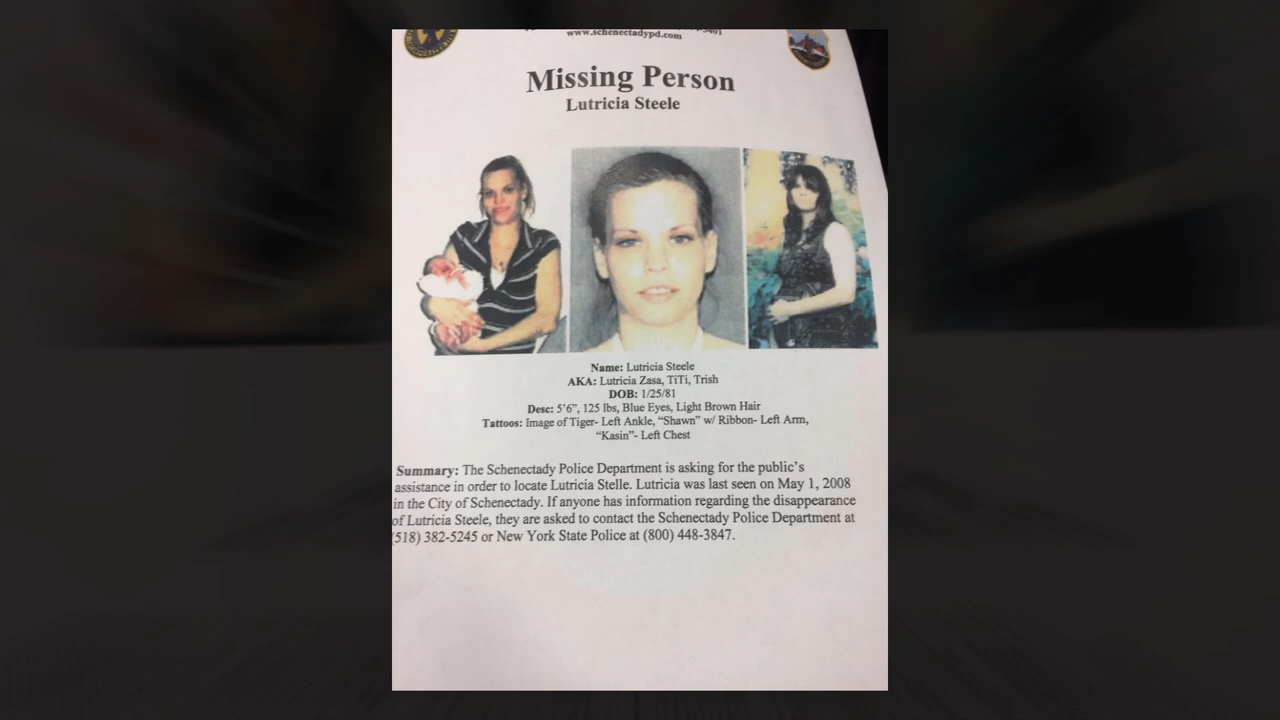 www.schenectadypd.com
Missing Person
Lutricia Steele
Name: Lutricia Steele
AKA: Lutricia Zasa, TiTi, Trish
DOB: 1/25/81
Desc: 5'6", 125 lbs, Blue Eyes, Light Brown Hair
Tattoos: Image of Tiger- Left Ankle, "Shawn" w/ Ribbon- Left Arm,
"Kasin"- Left Chest
Summary: The Schenectady Police Department is asking for the public's
assistance in order to locate Lutricia Stelle. Lutricia was last seen on May 1, 2008
in the City of Schenectady. If anyone has information regarding the disappearance
of Lutricia Steele, they are asked to contact the Schenectady Police Department at
518) 382-5245 or New York State Police at (800) 448-3847.